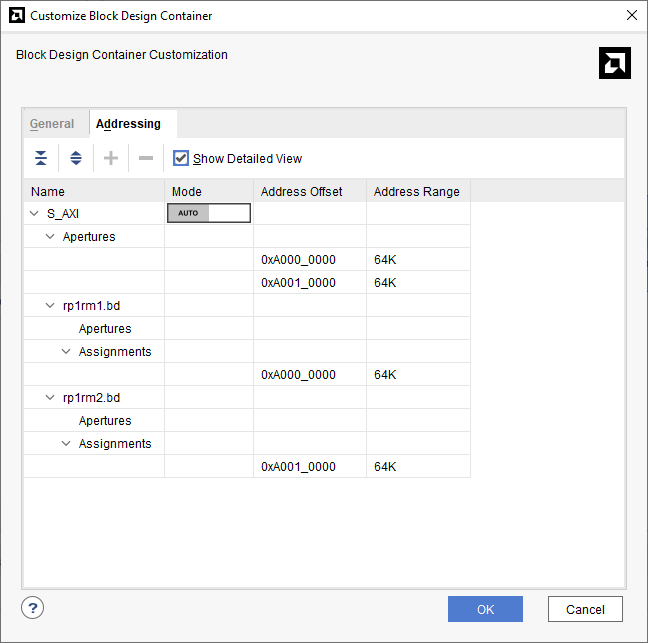 Customize Block Design Container
Block Design Container Customization
General Addressing
Show Detailed View
Name Mode Address Offset Address Range
S_AXI AUTO
Apertures
0xA000_0000 64K
0xA001_0000 64K
rp1rm1.bd
Apertures
Assignments
0xA000_0000 64K
rp1rm2.bd
Apertures
Assignments
0xA001_0000 64K
? OK Cancel